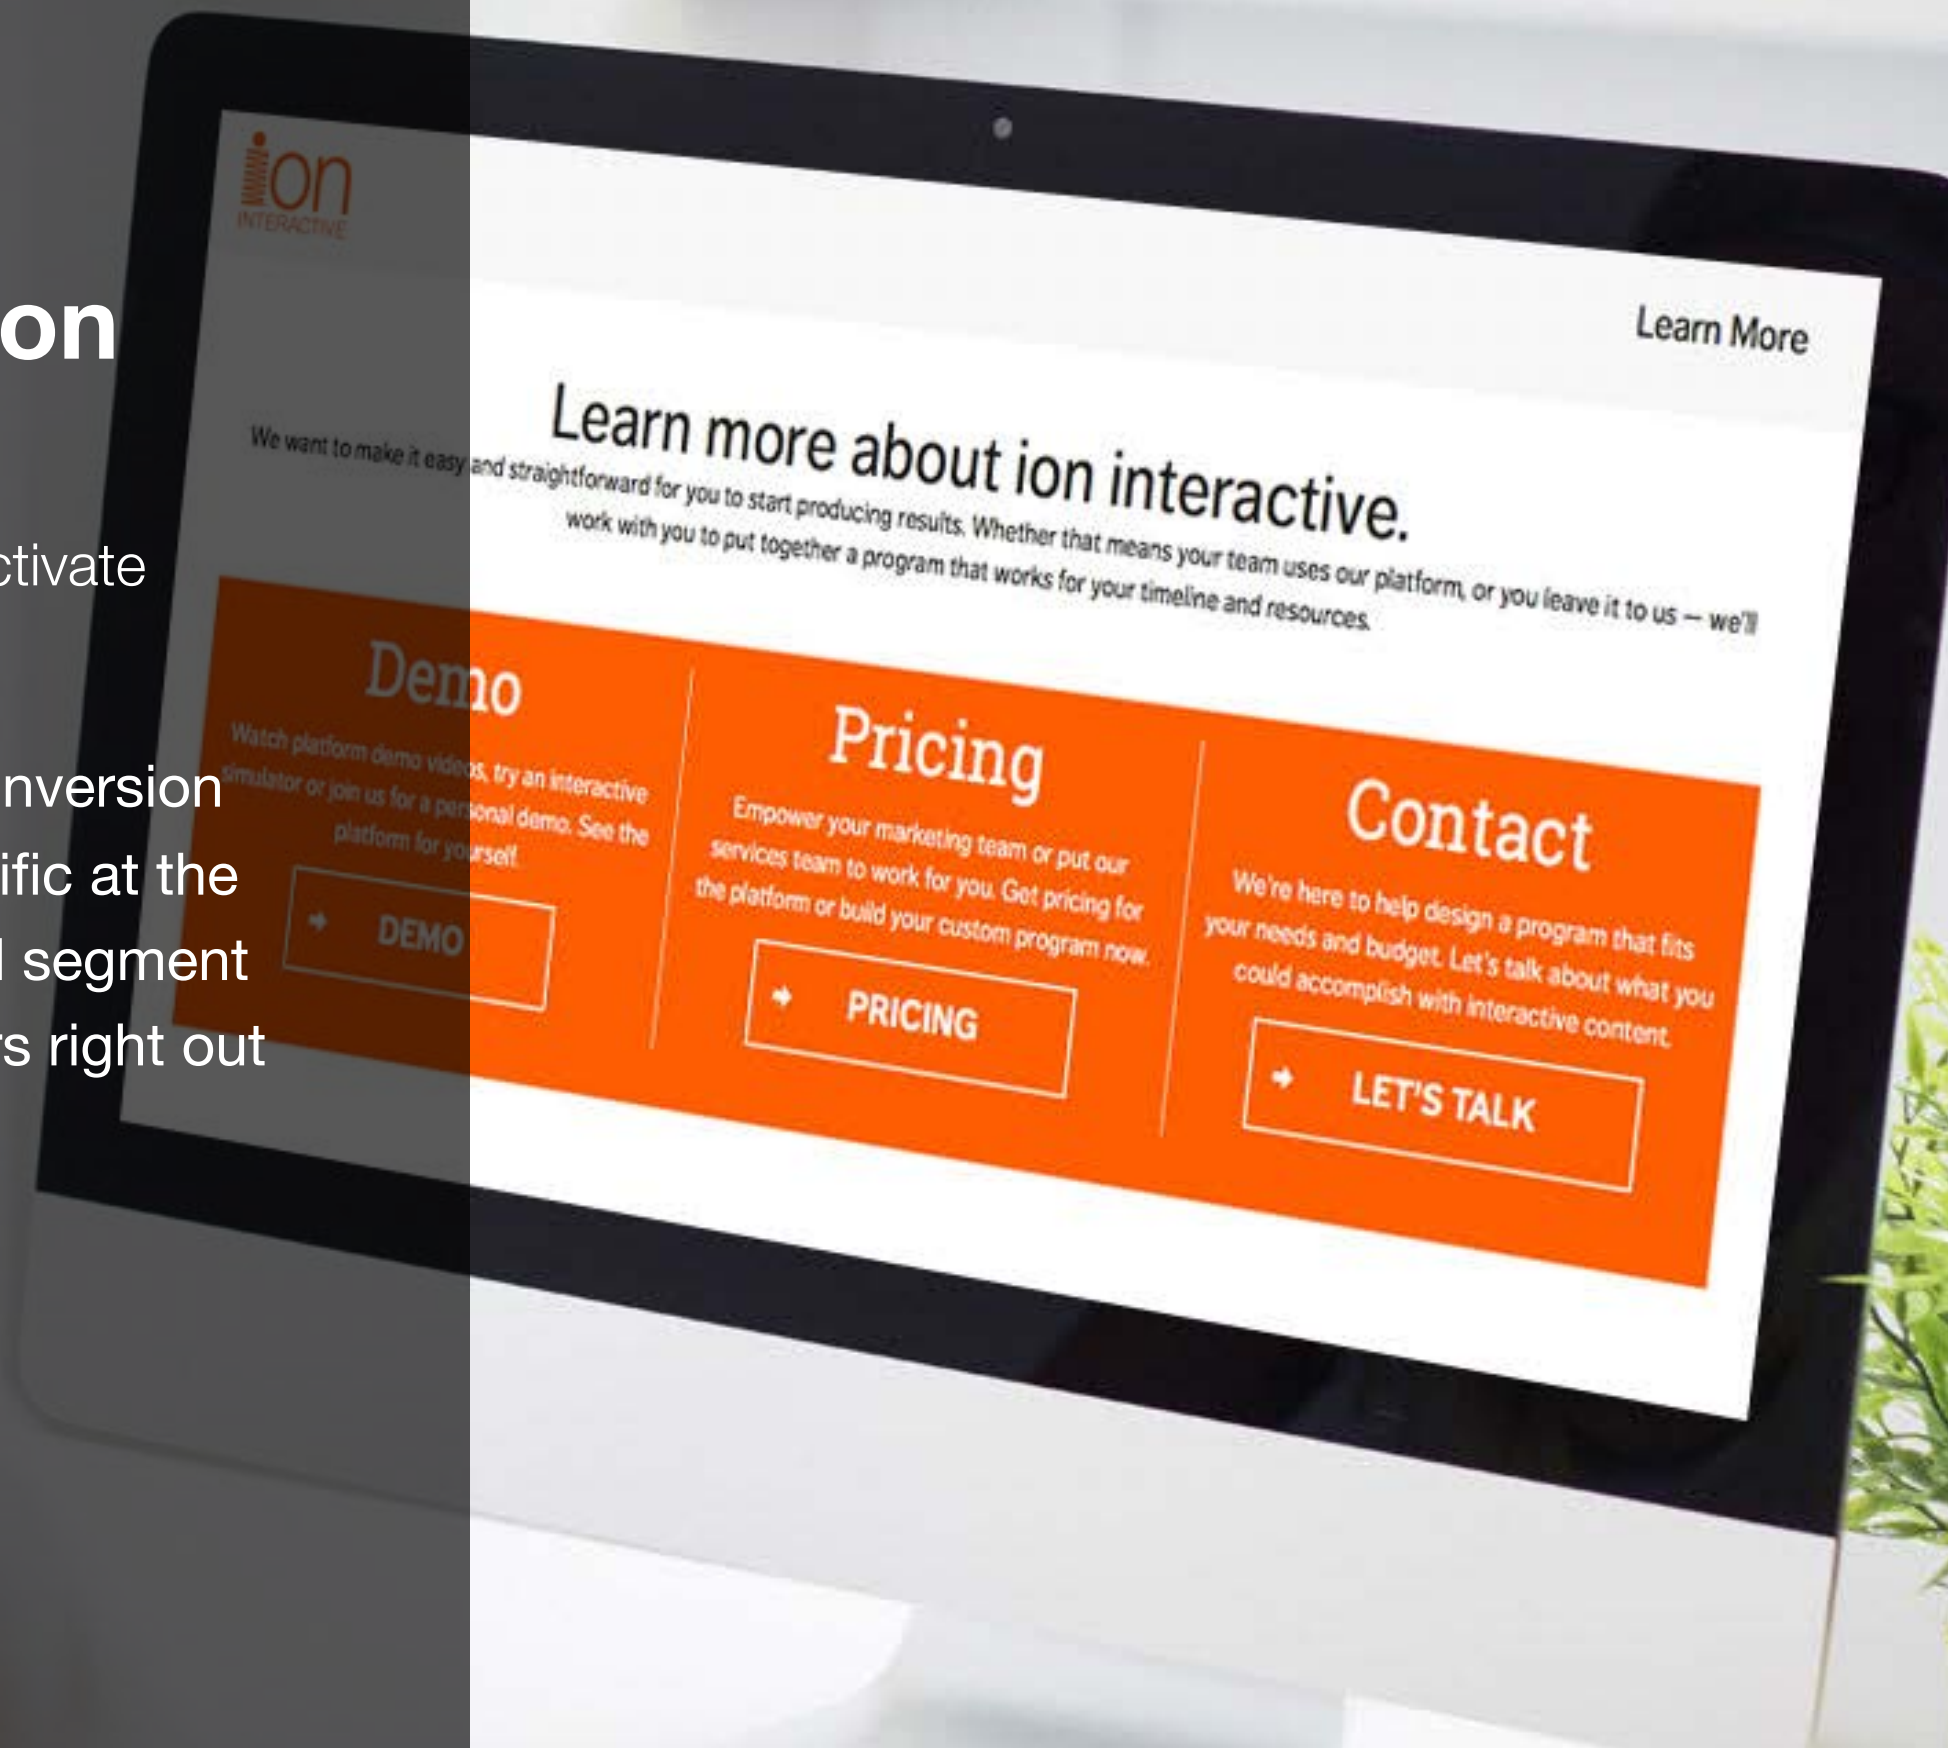 on
ctivate
nversion
ific at the
segment
rs right out
ion
INTERACTIVE
Learn More
Learn more about ion interactive.
We want to make it easy and straightforward for you to start producing results. Whether that means your team uses our platform, or you leave it to us — we'll
work with you to put together a program that works for your timeline and resources.
Demo
Watch platform demo videos, try an interactive
simulator or join us for a personal demo. See the
platform for yourself.
DEMO
Pricing
Empower your marketing team or put our
services team to work for you. Get pricing for
the platform or build your custom program now.
PRICING
Contact
We're here to help design a program that fits
your needs and budget. Let's talk about what you
could accomplish with interactive content.
LET'S TALK